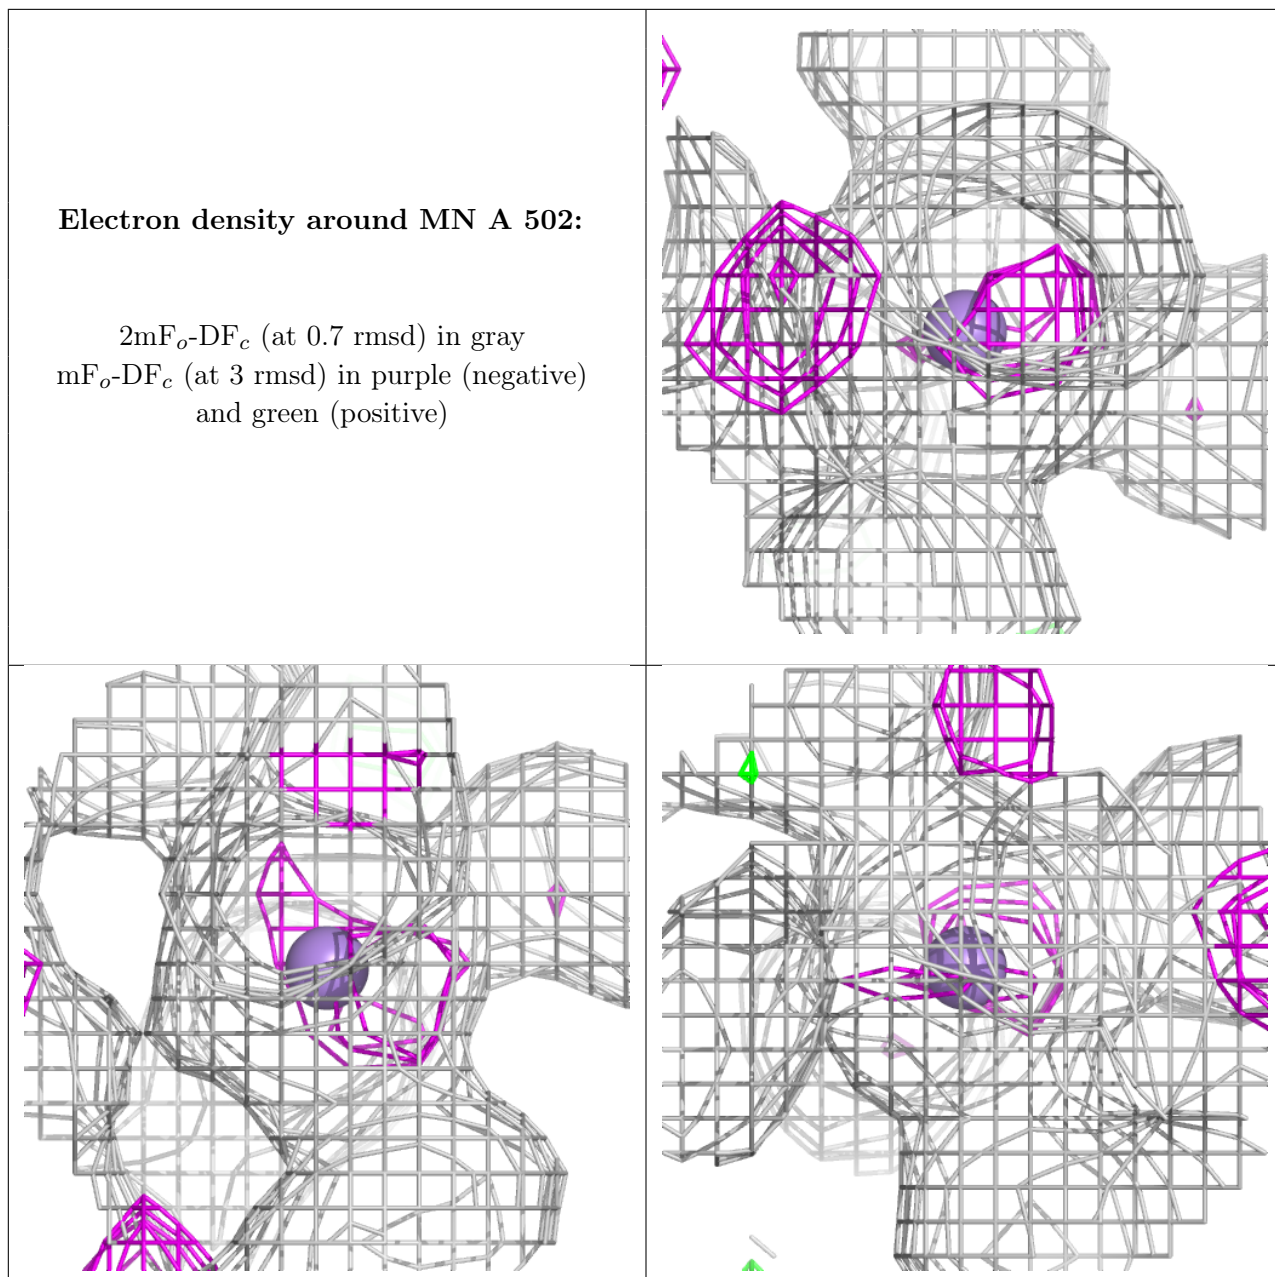 Electron density around MN A 502:
2mFo-DFc (at 0.7 rmsd) in gray
mFo-DFc (at 3 rmsd) in purple (negative)
and green (positive)